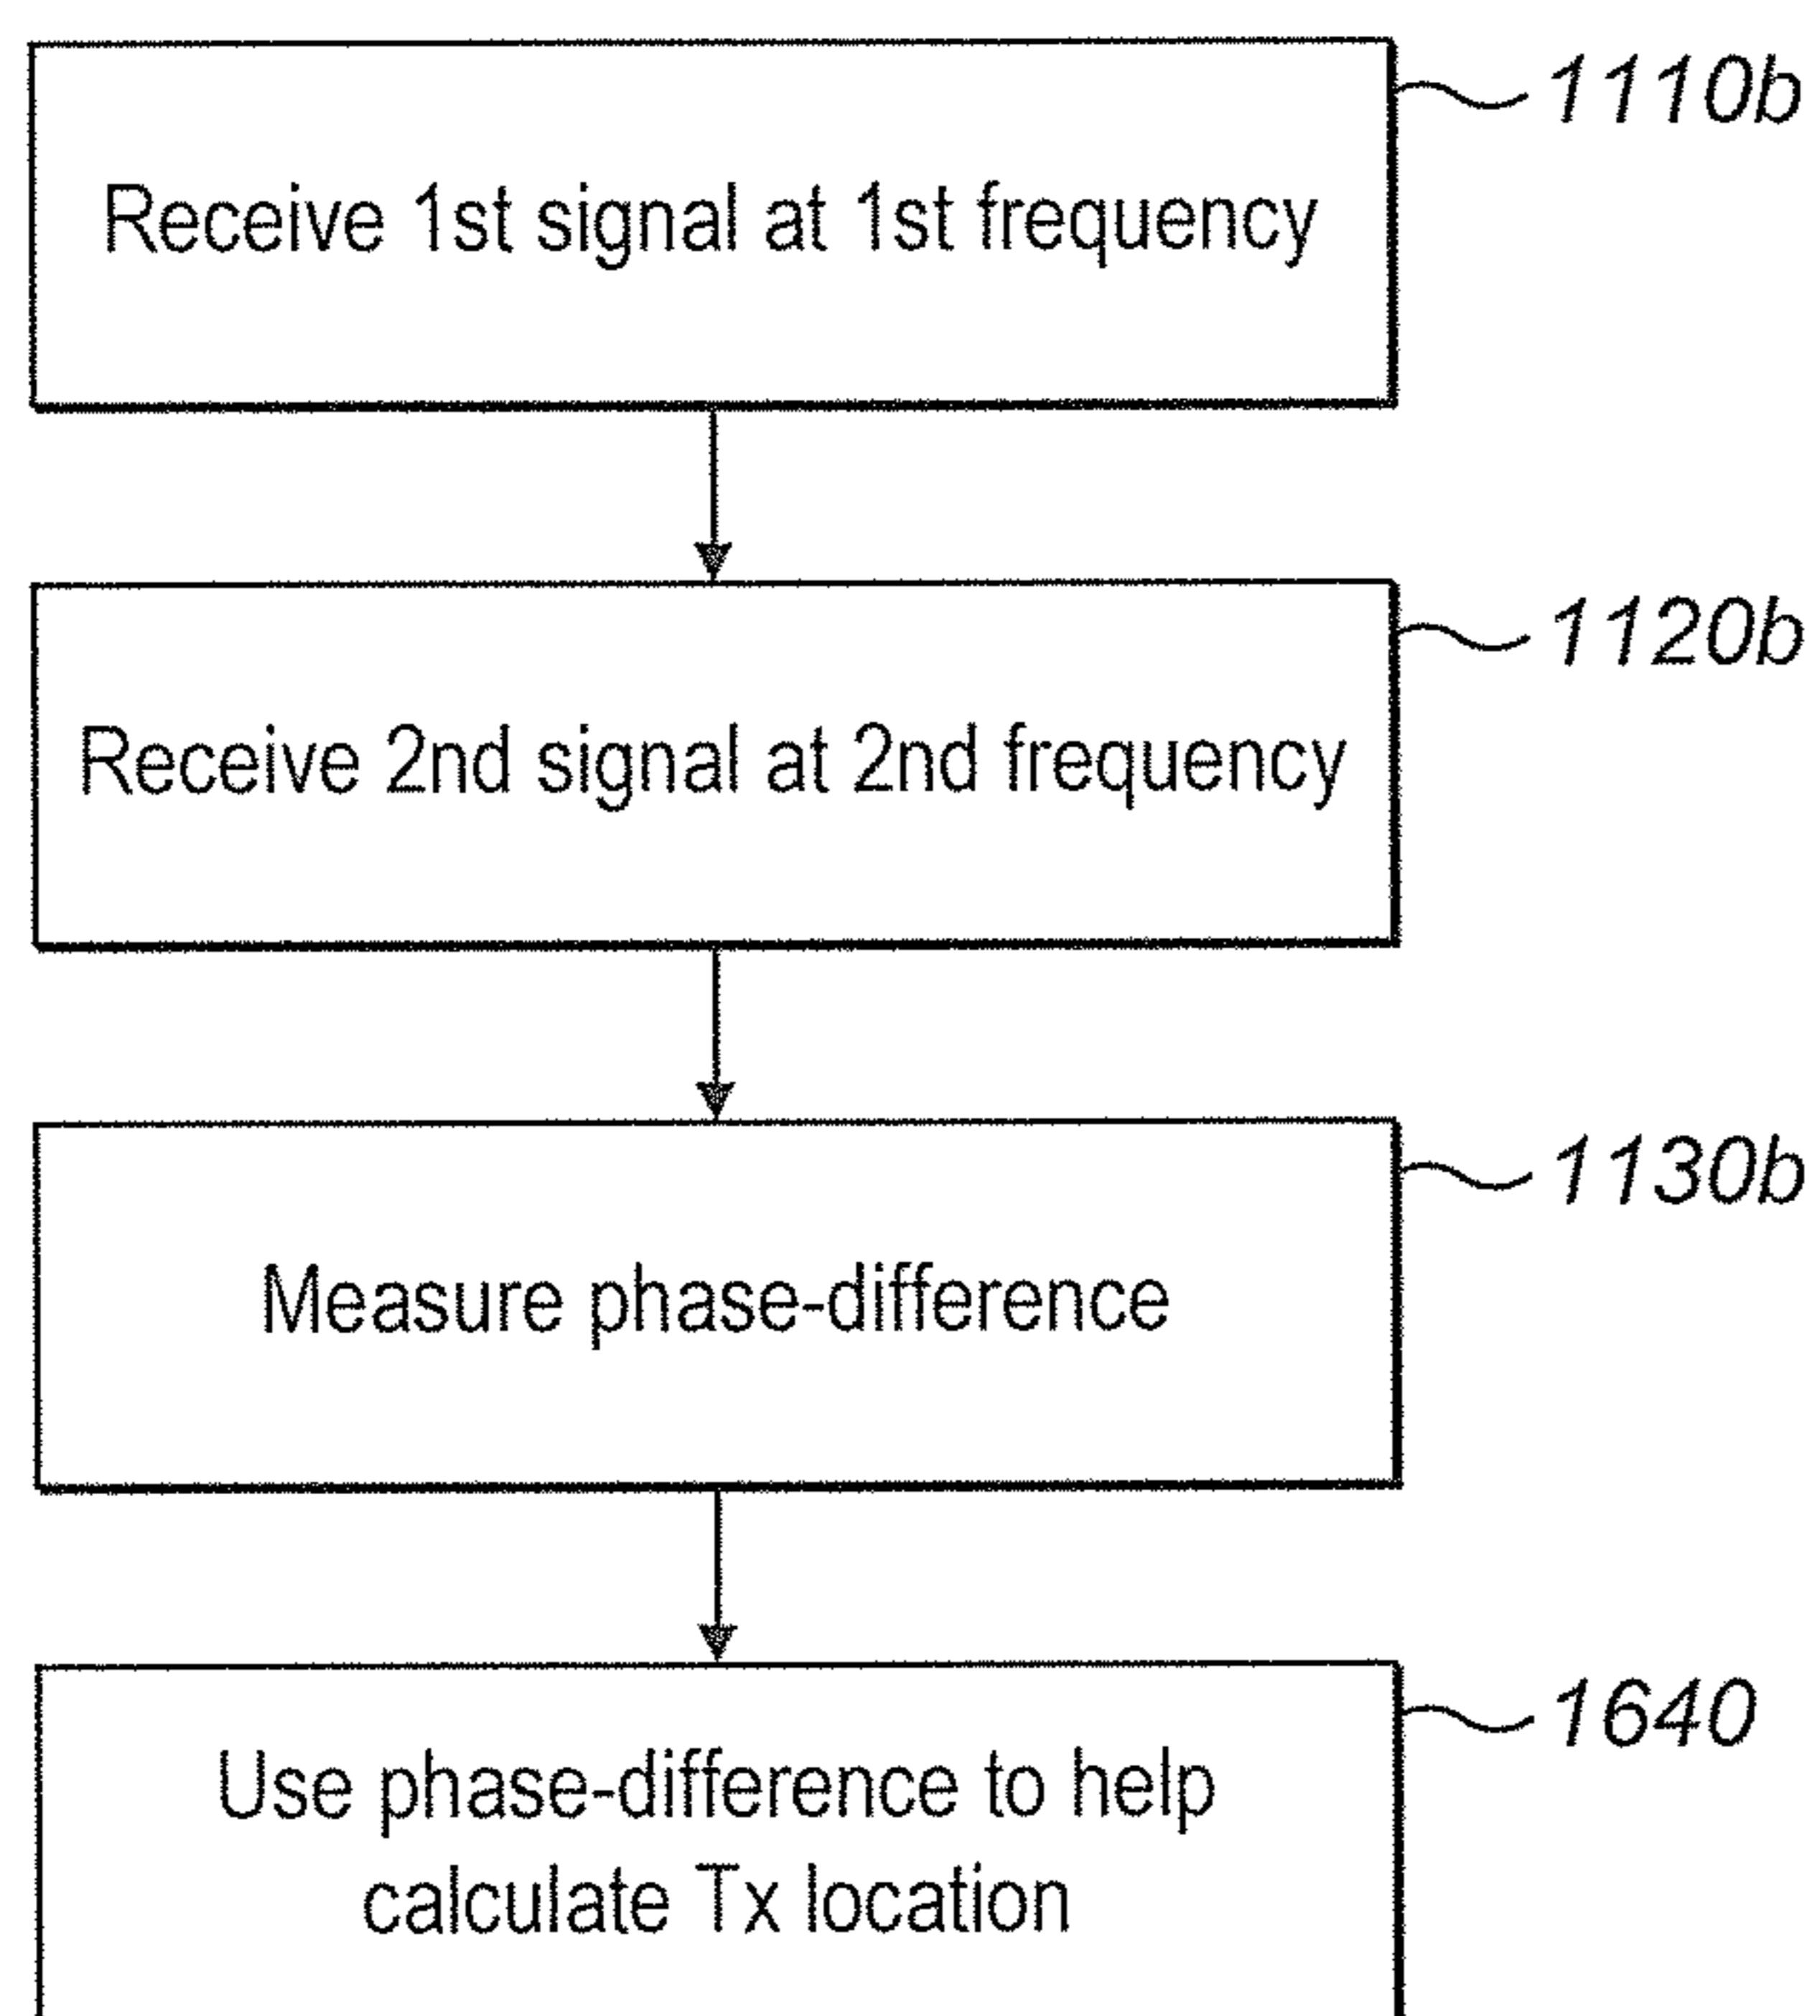 1110b
Receive 1st signal at 1st frequency
1120b
Receive 2nd signal at 2nd frequency
1130b
Measure phase-difference
1640
Use phase-difference to help
calculate Tx location